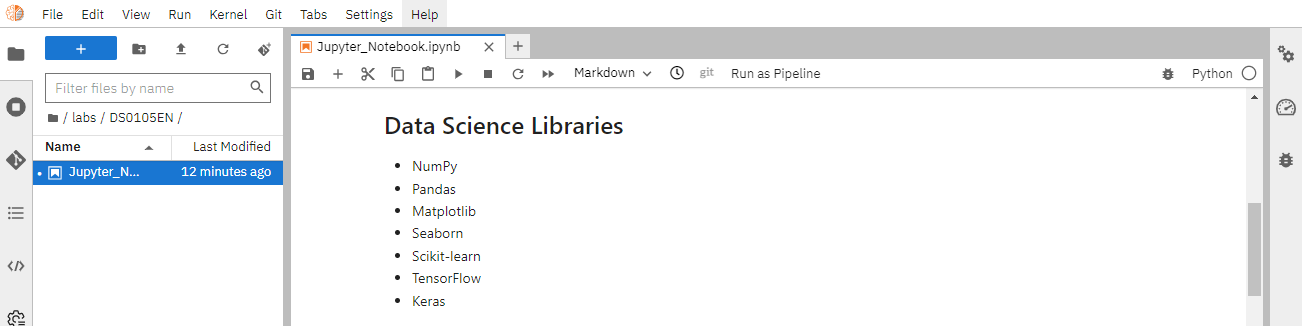 File Edit View Run Kernel Git Tabs Settings Help
Jupyter_Notebook.ipynb
Markdown git Run as Pipeline Python
Filter files by name
/ labs / DS0105EN /
Name Last Modified
Jupyter_N... 12 minutes ago
Data Science Libraries
• NumPy
• Pandas
• Matplotlib
• Seaborn
• Scikit-learn
• TensorFlow
• Keras